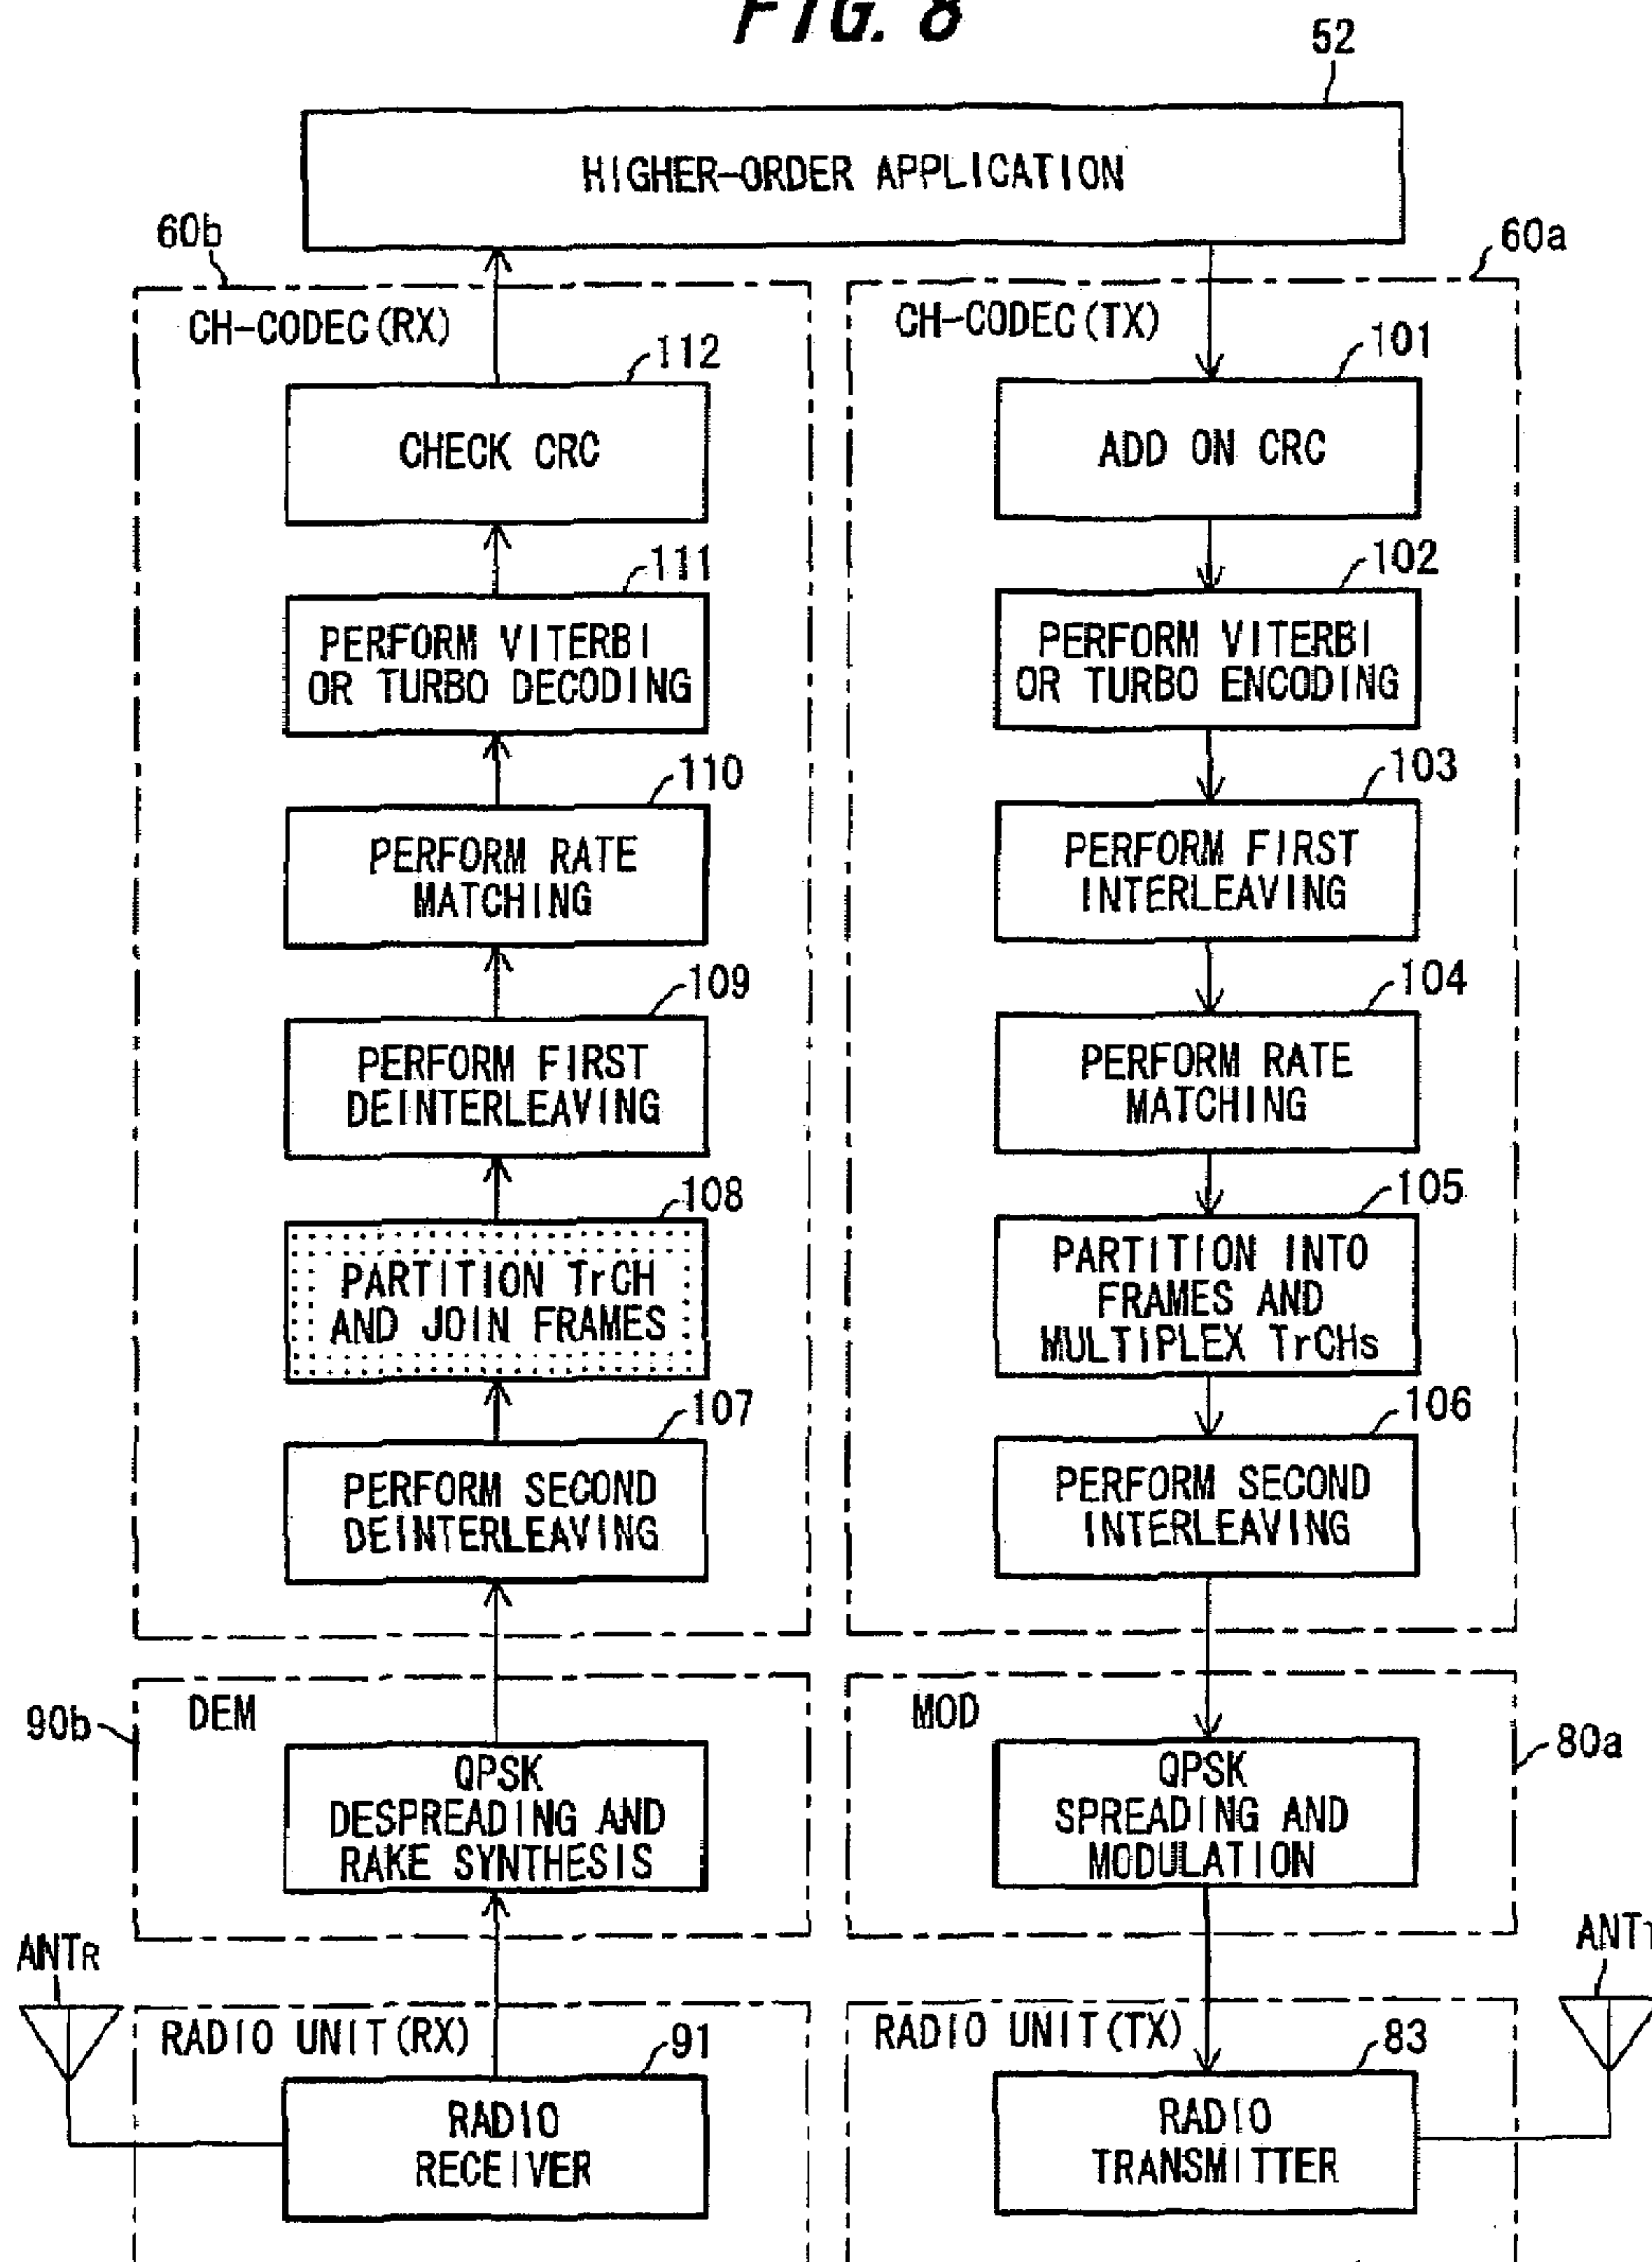 FIG. 8
52
HIGHER-ORDER APPLICATION
60b
60a
CH-CODEC(RX)
112
CHECK CRC
111
PERFORM VITERBI
OR TURBO DECODING
110
PERFORM RATE
MATCHING
109
PERFORM FIRST
DEINTERLEAVING
108
PARTITION TrCH
AND JOIN FRAMES
107
PERFORM SECOND
DEINTERLEAVING
CH-CODEC(TX)
101
ADD ON CRC
102
PERFORM VITERBI
OR TURBO ENCODING
103
PERFORM FIRST
INTERLEAVING
104
PERFORM RATE
MATCHING
105
PARTITION INTO
FRAMES AND
MULTIPLEX TrCHs
106
PERFORM SECOND
INTERLEAVING
90b
DEM
QPSK
DESPREADING AND
RAKE SYNTHESIS
MOD
80a
QPSK
SPREADING AND
MODULATION
ANTR
RADIO UNIT(RX)
91
RADIO
RECEIVER
RADIO UNIT(TX)
83
RADIO
TRANSMITTER
ANTT